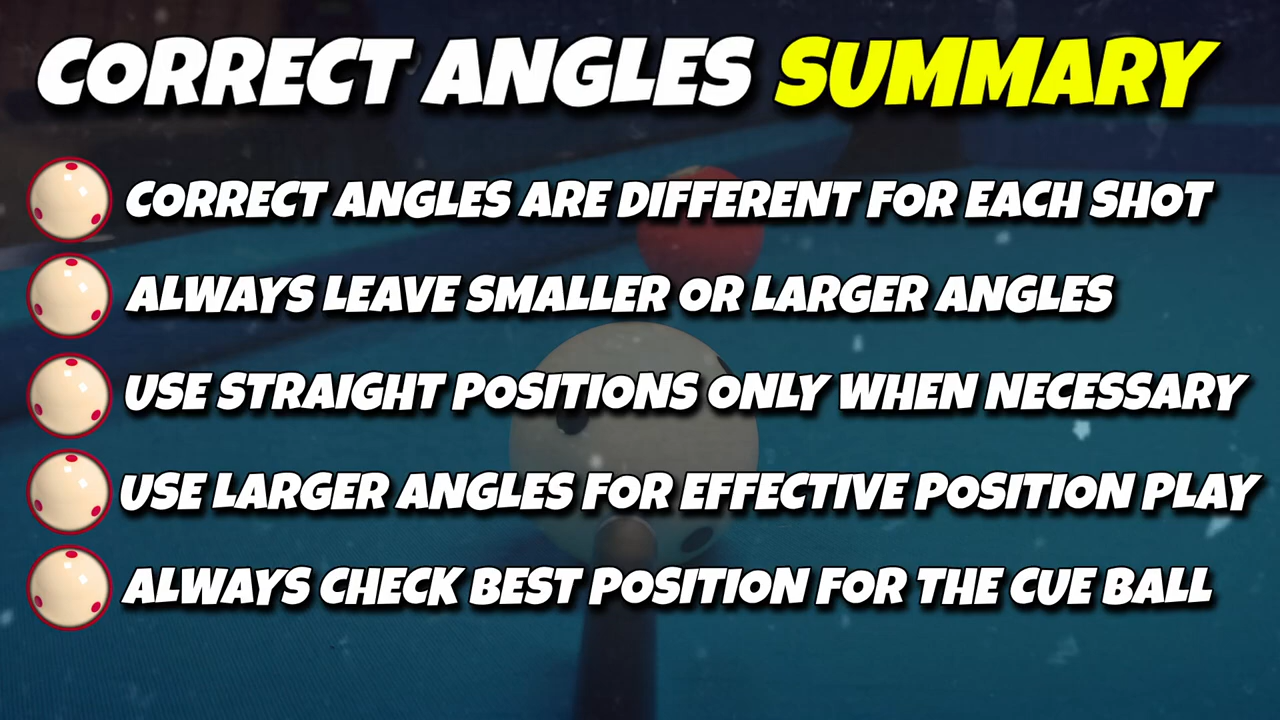 CORRECT ANGLES SUMMARY
CORRECT ANGLES ARE DIFFERENT FOR EACH SHOT
ALWAYS LEAVE SMALLER OR LARGER ANGLES
USE STRAIGHT POSITIONS ONLY WHEN NECESSARY
USE LARGER ANGLES FOR EFFECTIVE POSITION PLAY
ALWAYS CHECK BEST POSITION FOR THE CUE BALL